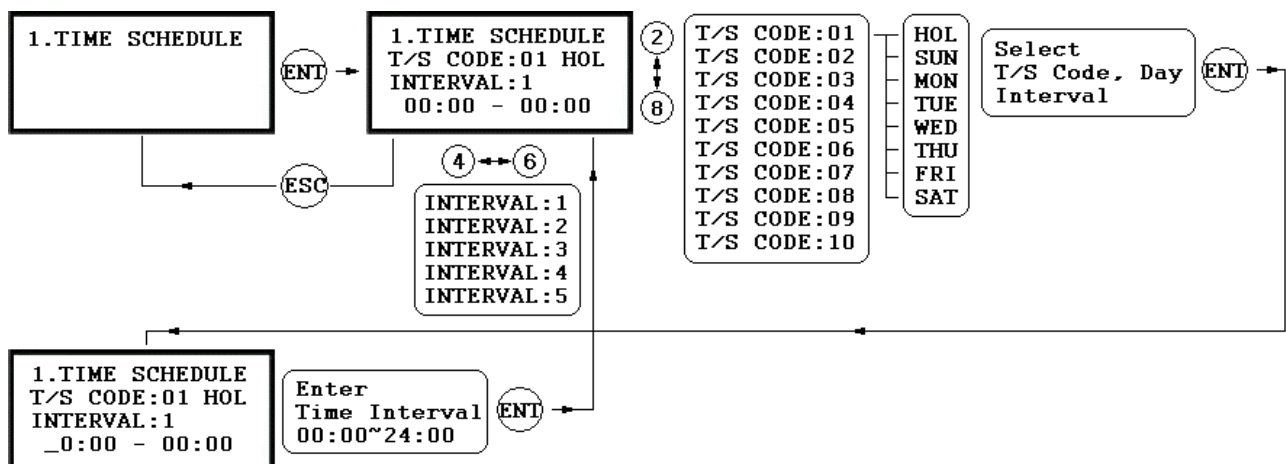 1.TIME SCHEDULE
ENT
1.TIME SCHEDULE
T/S CODE:01 HOL
INTERVAL:1
00:00 - 00:00
2
8
4
6
ESC
INTERVAL:1
INTERVAL:2
INTERVAL:3
INTERVAL:4
INTERVAL:5
T/S CODE:01
T/S CODE:02
T/S CODE:03
T/S CODE:04
T/S CODE:05
T/S CODE:06
T/S CODE:07
T/S CODE:08
T/S CODE:09
T/S CODE:10
HOL
SUN
MON
TUE
WED
THU
FRI
SAT
Select
T/S Code, Day
Interval
ENT
1.TIME SCHEDULE
T/S CODE:01 HOL
INTERVAL:1
_0:00 - 00:00
Enter
Time Interval
00:00~24:00
ENT